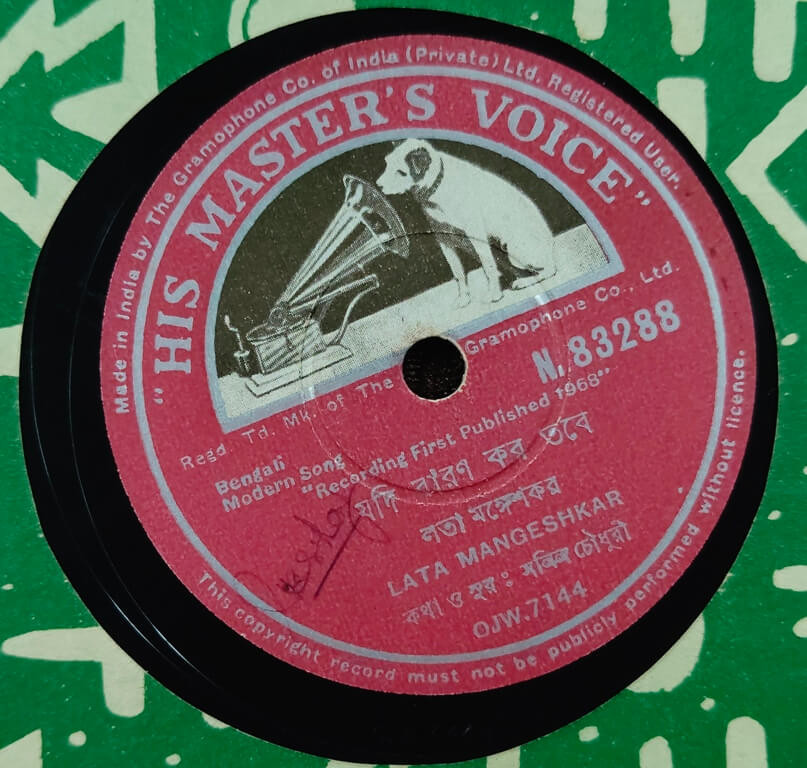 Made in India by The Gramophone Co. of India (Private) Ltd. Registered User.
"HIS MASTER'S VOICE"
Regd. Td. Mk. of The Gramophone Co., Ltd.
N. 83288
Bengali
Modern Song "Recording First Published 1968"
যদি বারণ কর তবে
লতা মঙ্গেশকর
LATA MANGESHKAR
কথা ও সুর: সলিল চৌধুরী
OJW.7144
This copyright record must not be publicly performed without licence.